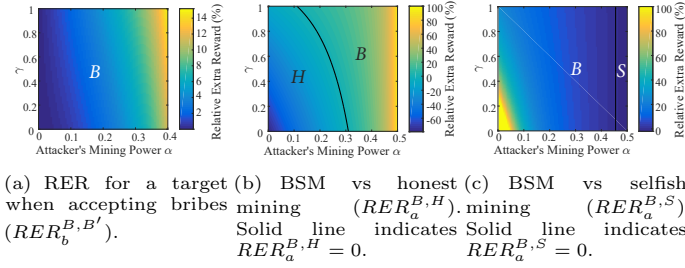 1
0.8
0.6
0.4
0.2
0
γ
B
0 0.1 0.2 0.3 0.4
Attacker's Mining Power α
14
12
10
8
6
4
2
Relative Extra Reward (%)
1
0.8
0.6
0.4
0.2
0
γ
H
B
0 0.1 0.2 0.3 0.4 0.5
Attacker's Mining Power α
100
80
60
40
20
0
-20
-40
-60
Relative Extra Reward (%)
1
0.8
0.6
0.4
0.2
0
γ
B
S
0 0.1 0.2 0.3 0.4 0.5
Attacker's Mining Power α
100
80
60
40
20
0
Relative Extra Reward (%)
(a) RER for a target
when accepting bribes
(RER_b^{B,B'}).
(b) BSM vs honest
mining (RER_a^{B,H}).
Solid line indicates
RER_a^{B,H} = 0.
(c) BSM vs selfish
mining (RER_a^{B,S})
Solid line indicates
RER_a^{B,S} = 0.